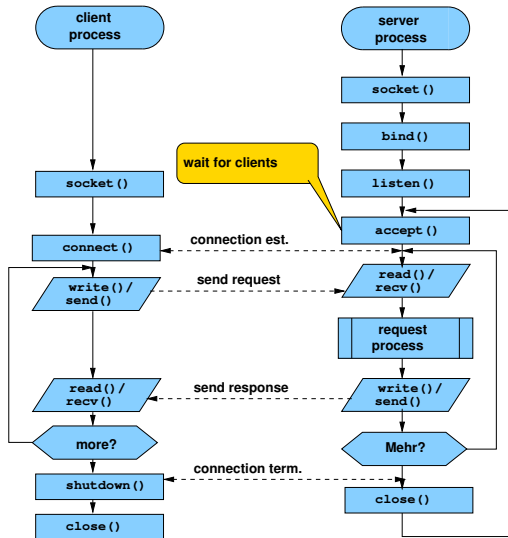 client
process
server
process
socket()
bind()
wait for clients
socket()
listen()
accept()
connect()
connection est.
write()/
send()
send request
read()/
recv()
request
process
read()/
recv()
send response
write()/
send()
more?
Mehr?
connection term.
shutdown()
close()
close()